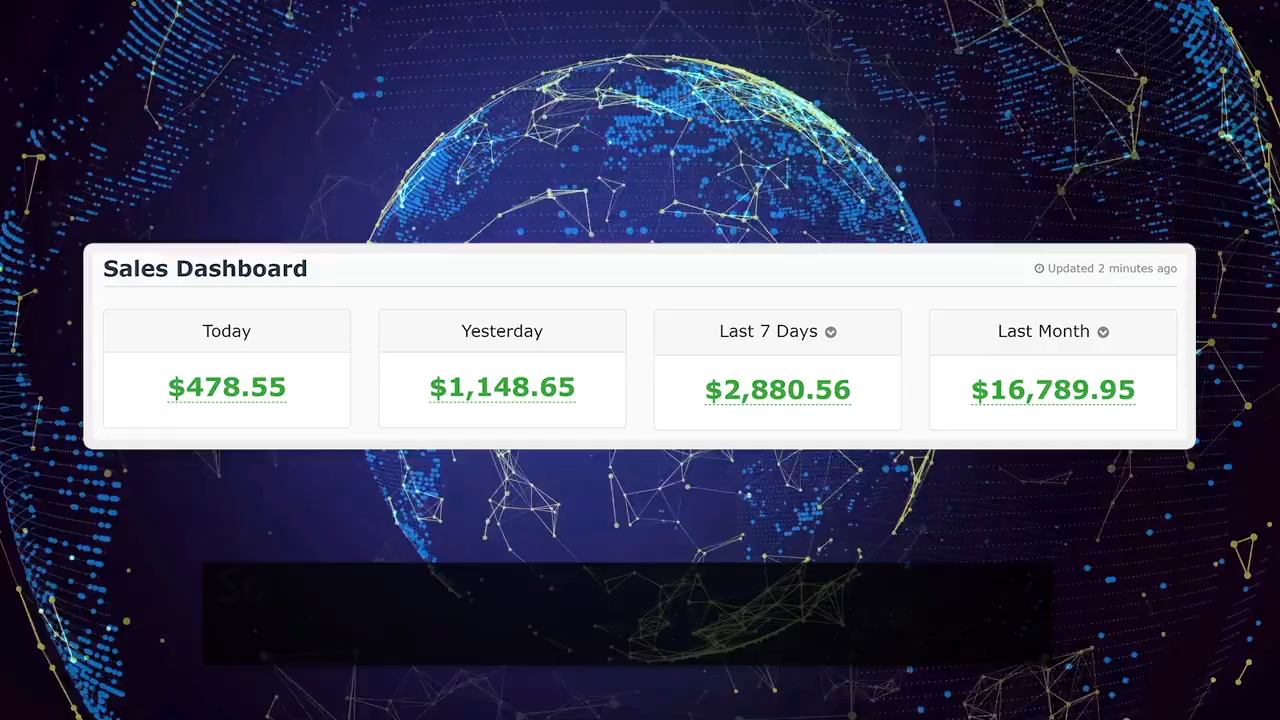 Sales Dashboard
Updated 2 minutes ago
Today
Yesterday
Last 7 Days
Last Month
$478.55
$1,148.65
$2,880.56
$16,789.95